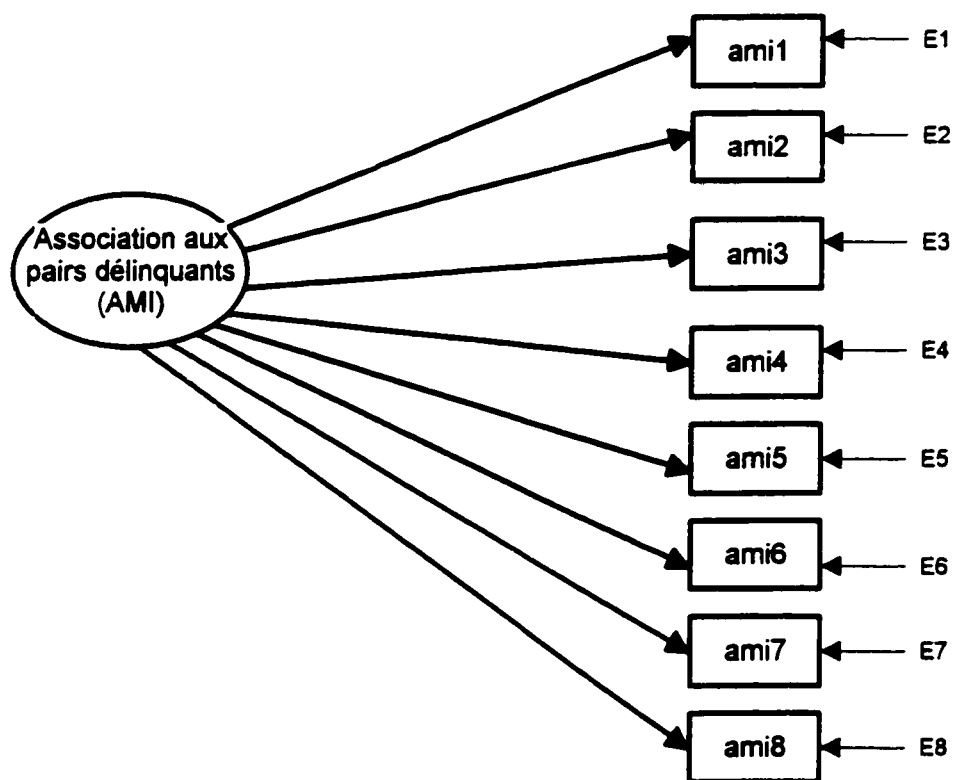 ami1 E1
ami2 E2
Association aux
pairs délinquants
(AMI)
ami3 E3
ami4 E4
ami5 E5
ami6 E6
ami7 E7
ami8 E8